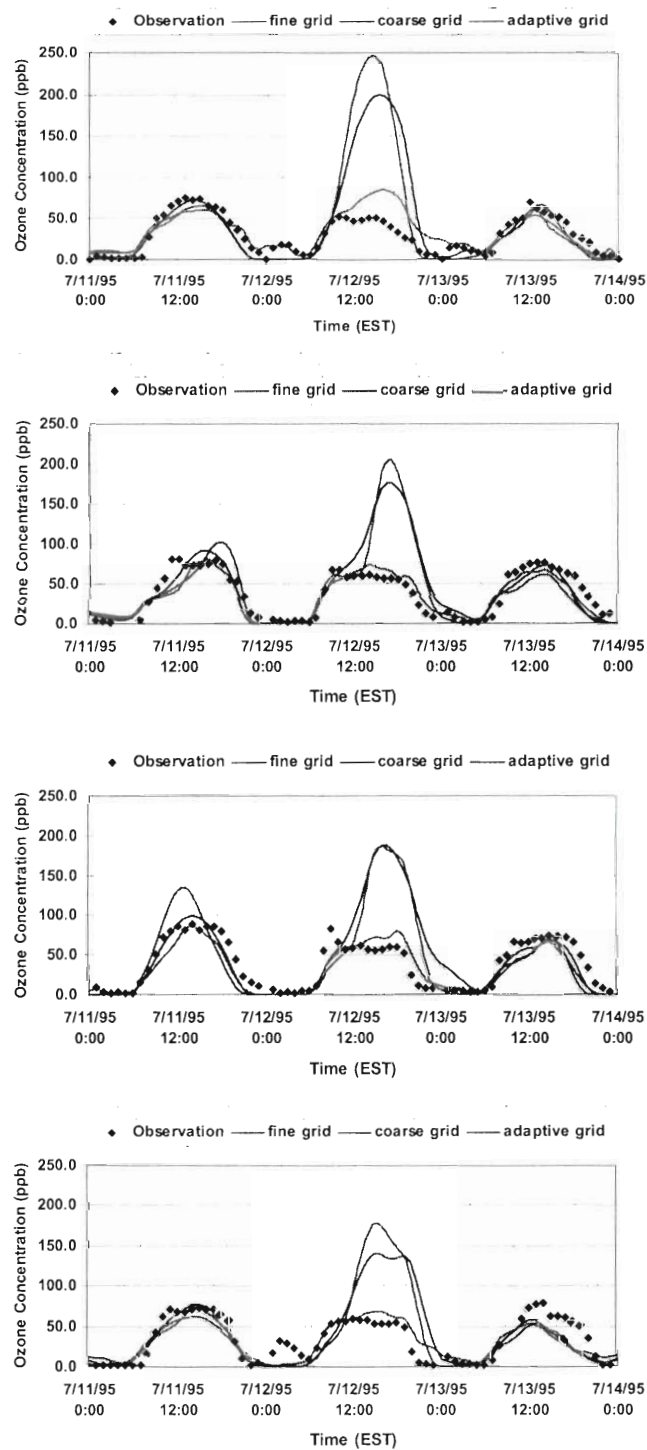 Observation fine grid coarse grid adaptive grid
Ozone Concentration (ppb)
250.0
200.0
150.0
100.0
50.0
0.0
7/11/95 7/11/95 7/12/95 7/12/95 7/13/95 7/13/95 7/14/95
0:00 12:00 0:00 12:00 0:00 12:00 0:00
Time (EST)
Observation fine grid coarse grid adaptive grid
Ozone Concentration (ppb)
250.0
200.0
150.0
100.0
50.0
0.0
7/11/95 7/11/95 7/12/95 7/12/95 7/13/95 7/13/95 7/14/95
0:00 12:00 0:00 12:00 0:00 12:00 0:00
Time (EST)
Observation fine grid coarse grid adaptive grid
Ozone Concentration (ppb)
250.0
200.0
150.0
100.0
50.0
0.0
7/11/95 7/11/95 7/12/95 7/12/95 7/13/95 7/13/95 7/14/95
0:00 12:00 0:00 12:00 0:00 12:00 0:00
Time (EST)
Observation fine grid coarse grid adaptive grid
Ozone Concentration (ppb)
250.0
200.0
150.0
100.0
50.0
0.0
7/11/95 7/11/95 7/12/95 7/12/95 7/13/95 7/13/95 7/14/95
0:00 12:00 0:00 12:00 0:00 12:00 0:00
Time (EST)